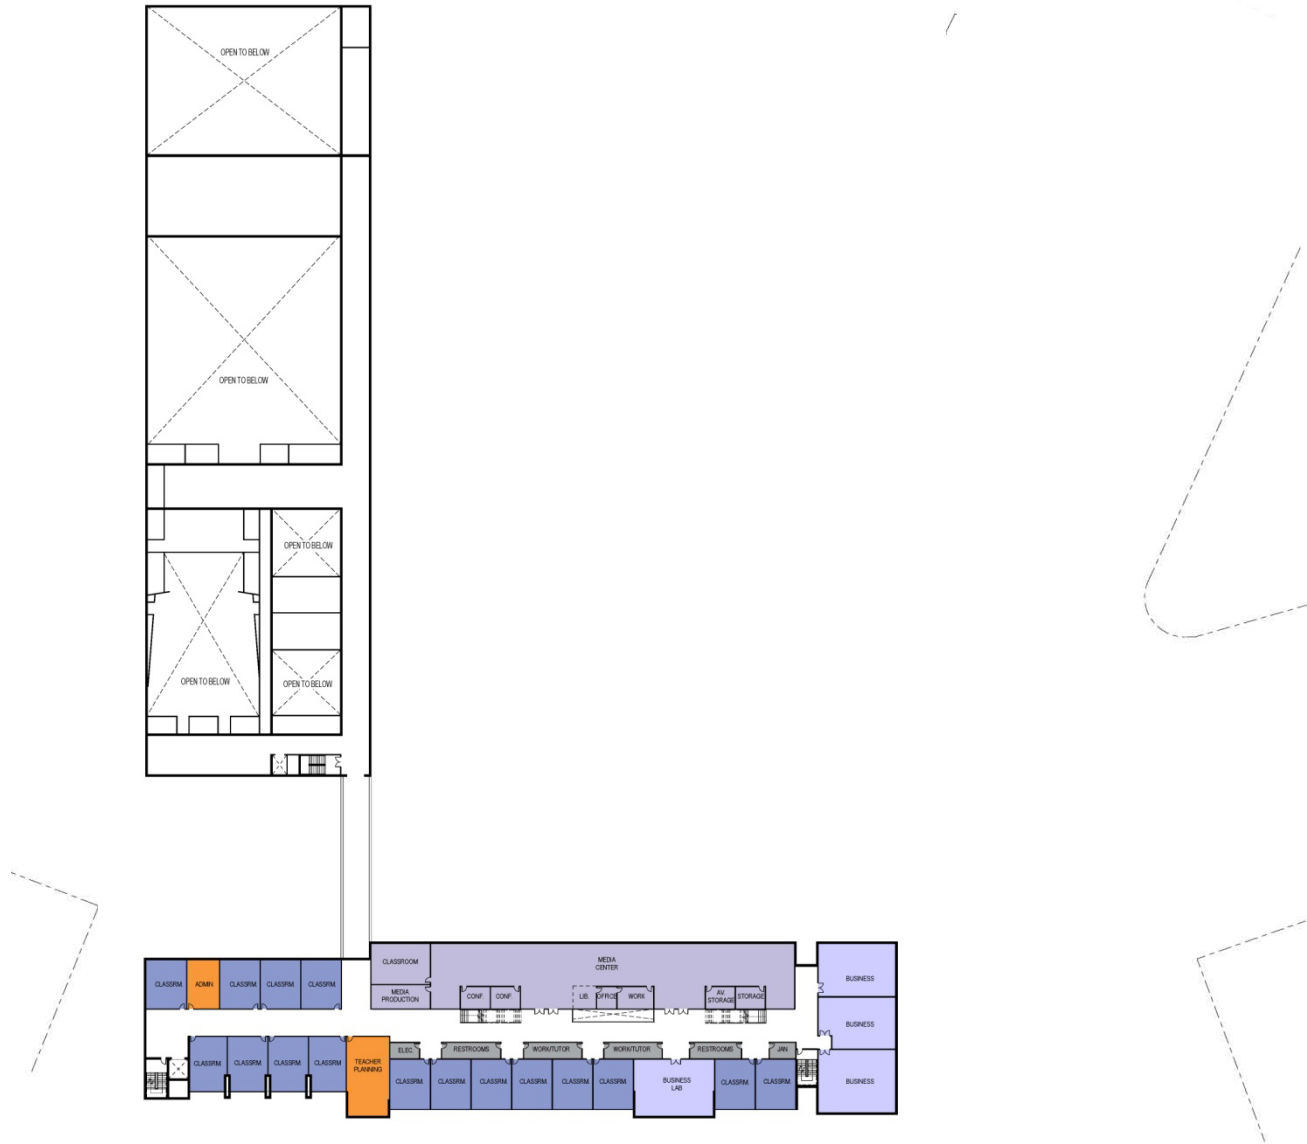 OPEN TO BELOW
OPEN TO BELOW
OPEN TO BELOW
OPEN TO BELOW
OPEN TO BELOW
CLASSROOM
MEDIA
CENTER
CLASSRM.
ADMIN
CLASSRM.
CLASSRM.
CLASSRM.
MEDIA
PRODUCTION
CONF.
CONF.
LIB.
OFFICE
WORK
AV.
STORAGE
STORAGE
BUSINESS
BUSINESS
BUSINESS
ELEC.
RESTROOMS
WORK/TUTOR
WORK/TUTOR
RESTROOMS
JAN
CLASSRM.
CLASSRM.
CLASSRM.
CLASSRM.
TEACHER
PLANNING
CLASSRM.
CLASSRM.
CLASSRM.
CLASSRM.
CLASSRM.
CLASSRM.
BUSINESS
LAB
CLASSRM.
CLASSRM.